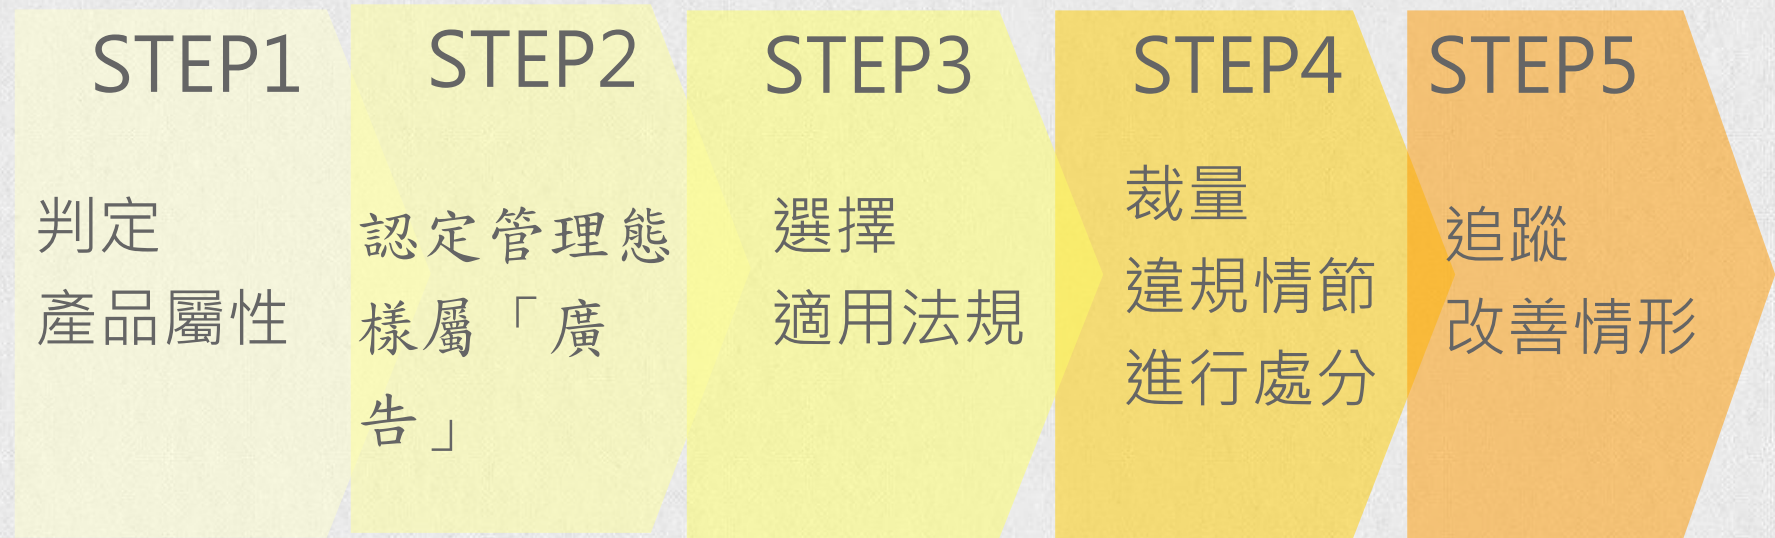 STEP1
判定
產品屬性
STEP2
認定管理態
樣屬「廣
告」
STEP3
選擇
適用法規
STEP4
裁量
違規情節
進行處分
STEP5
追蹤
改善情形